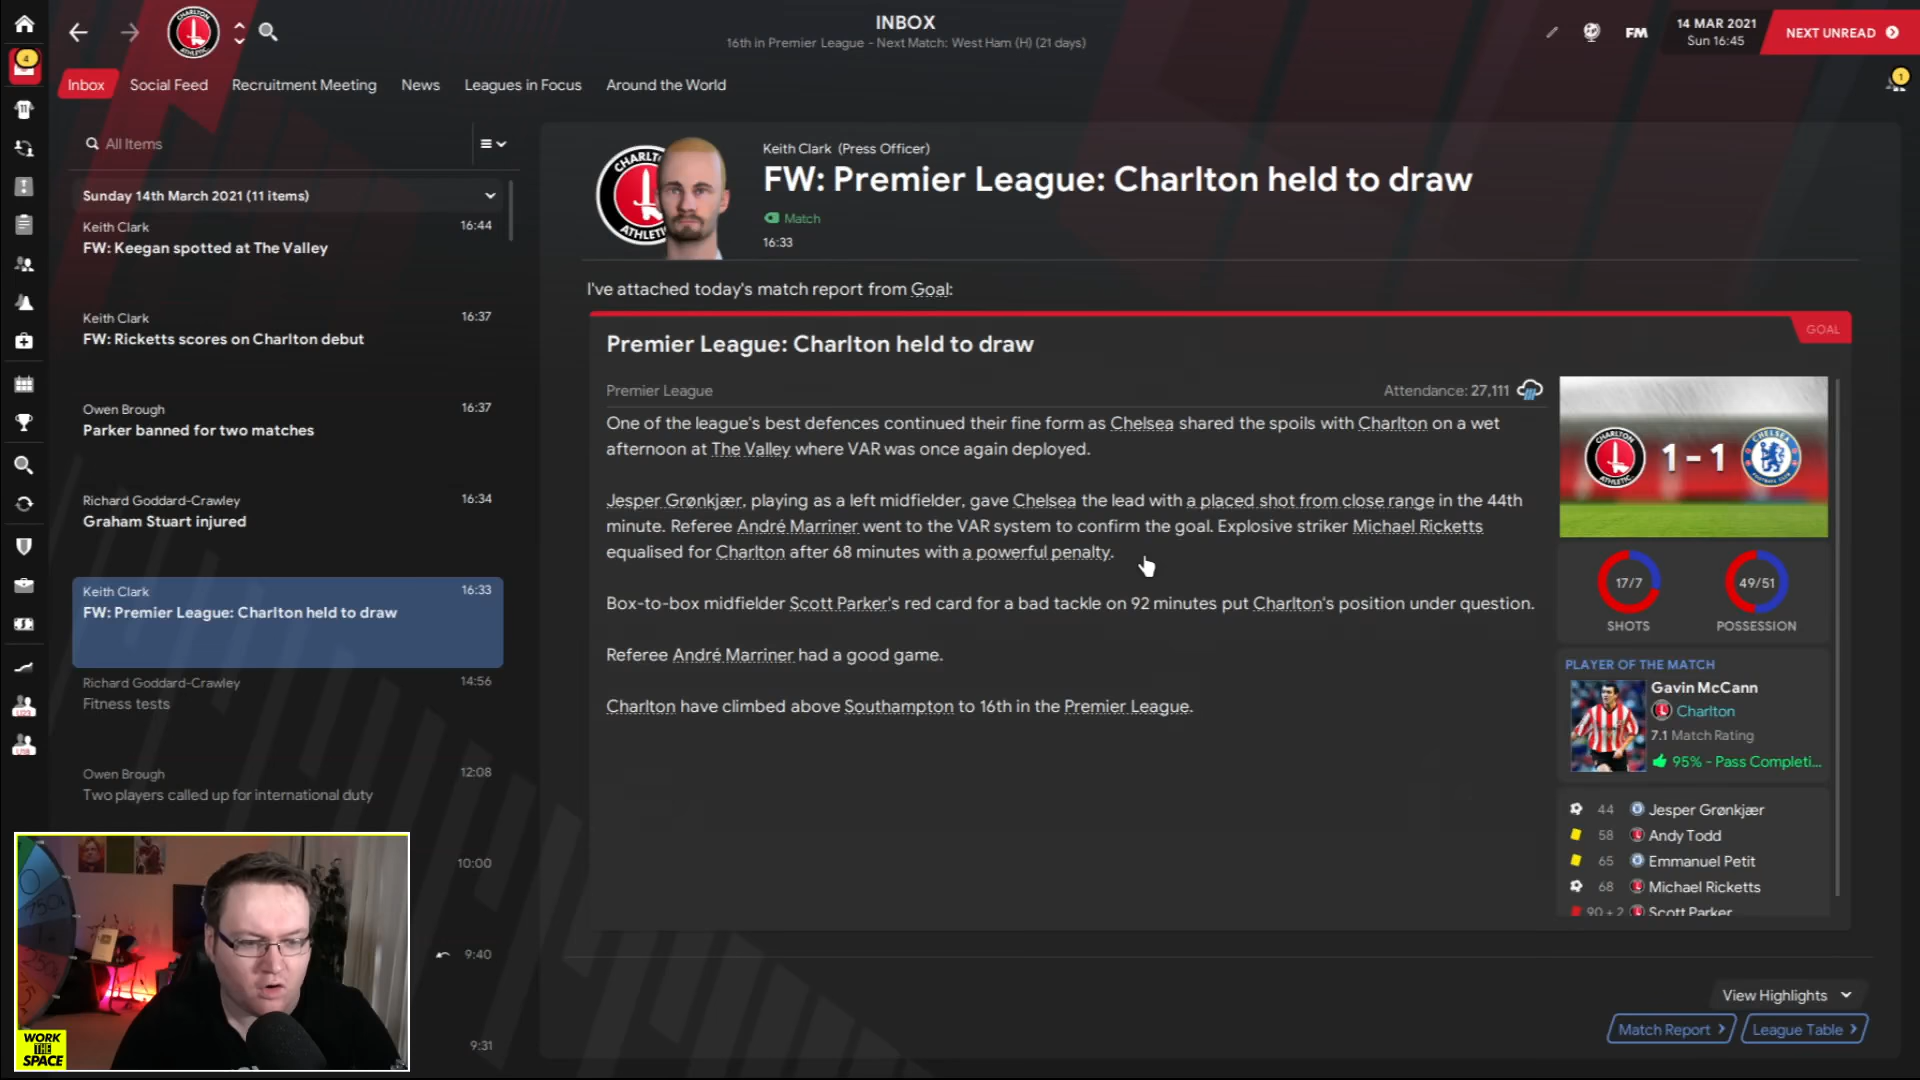 INBOX
16th in Premier League - Next Match: West Ham (H) (21 days)
FM
14 MAR 2021
Sun 16:45
NEXT UNREAD
4
1
Inbox
Social Feed
Recruitment Meeting
News
Leagues in Focus
Around the World
All Items
Sunday 14th March 2021 (11 items)
Keith Clark
16:44
FW: Keegan spotted at The Valley
Keith Clark
16:37
FW: Ricketts scores on Charlton debut
Owen Brough
16:37
Parker banned for two matches
Richard Goddard-Crawley
16:34
Graham Stuart injured
Keith Clark
16:33
FW: Premier League: Charlton held to draw
Richard Goddard-Crawley
14:56
Fitness tests
Owen Brough
12:08
Two players called up for international duty
10:00
9:40
9:31
WORK
THE
SPACE
Keith Clark (Press Officer)
FW: Premier League: Charlton held to draw
Match
16:33
I've attached today's match report from Goal:
GOAL
Premier League: Charlton held to draw
Premier League
Attendance: 27,111
One of the league's best defences continued their fine form as Chelsea shared the spoils with Charlton on a wet
afternoon at The Valley where VAR was once again deployed.
Jesper Grønkjær, playing as a left midfielder, gave Chelsea the lead with a placed shot from close range in the 44th
minute. Referee André Marriner went to the VAR system to confirm the goal. Explosive striker Michael Ricketts
equalised for Charlton after 68 minutes with a powerful penalty.
Box-to-box midfielder Scott Parker's red card for a bad tackle on 92 minutes put Charlton's position under question.
Referee André Marriner had a good game.
Charlton have climbed above Southampton to 16th in the Premier League.
1 - 1
17/7
SHOTS
49/51
POSSESSION
PLAYER OF THE MATCH
Gavin McCann
Charlton
7.1 Match Rating
95% - Pass Completi...
44 Jesper Grønkjær
58 Andy Todd
65 Emmanuel Petit
68 Michael Ricketts
90 + 2 Scott Parker
View Highlights
Match Report
League Table